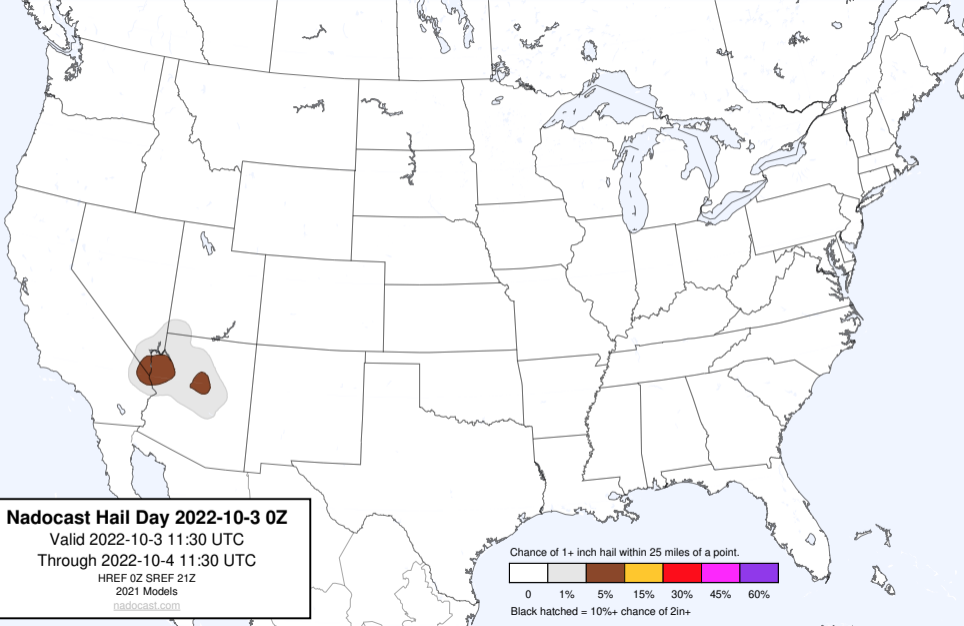 Nadocast Hail Day 2022-10-3 0Z
Valid 2022-10-3 11:30 UTC
Through 2022-10-4 11:30 UTC
HREF 0Z SREF 21Z
2021 Models
nadocast.com
Chance of 1+ inch hail within 25 miles of a point.
0 1% 5% 15% 30% 45% 60%
Black hatched = 10%+ chance of 2in+